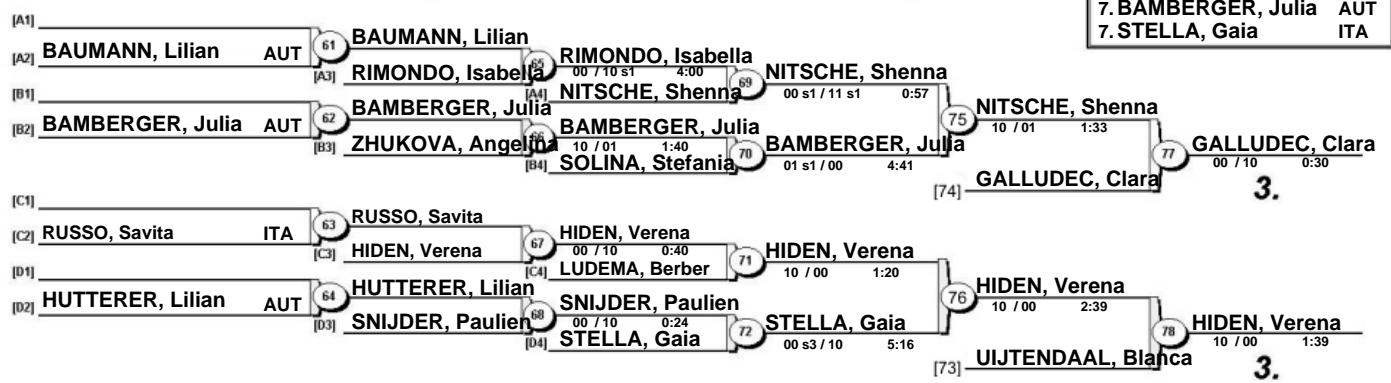 7. BAMBERGER, Julia AUT
7. STELLA, Gaia ITA
[A1]
[A2] BAUMANN, Lilian AUT
61
BAUMANN, Lilian
[A3] RIMONDO, Isabella
65
RIMONDO, Isabella
00 / 10 s1 4:00
[A4] NITSCHE, Shenna
69
NITSCHE, Shenna
00 s1 / 11 s1 0:57
[B1]
[B2] BAMBERGER, Julia AUT
62
BAMBERGER, Julia
[B3] ZHUKOVA, Angelina
66
BAMBERGER, Julia
10 / 01 1:40
[B4] SOLINA, Stefania
70
BAMBERGER, Julia
01 s1 / 00 4:41
75
NITSCHE, Shenna
10 / 01 1:33
[74] GALLUDEC, Clara
77
GALLUDEC, Clara
00 / 10 0:30
3.
[C1]
[C2] RUSSO, Savita ITA
63
RUSSO, Savita
[C3] HIDEN, Verena
67
HIDEN, Verena
00 / 10 0:40
[C4] LUDEMA, Berber
71
HIDEN, Verena
10 / 00 1:20
[D1]
[D2] HUTTERER, Lilian AUT
64
HUTTERER, Lilian
[D3] SNIJDER, Paulien
68
SNIJDER, Paulien
00 / 10 0:24
[D4] STELLA, Gaia
72
STELLA, Gaia
00 s3 / 10 5:16
76
HIDEN, Verena
10 / 00 2:39
[73] UIJTENDAAL, Blanca
78
HIDEN, Verena
10 / 00 1:39
3.